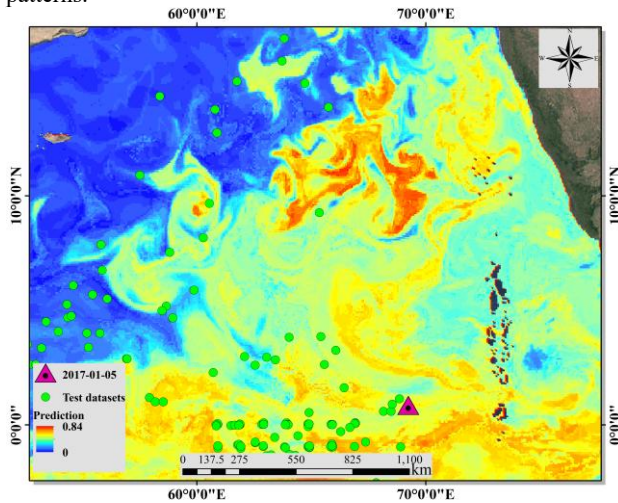 patterns.
60°0'0"E 70°0'0"E
N
W E
S
10°0'0"N 10°0'0"N
2017-01-05
Test datasets
Prediction
0.84
0
0°0'0" 0°0'0"
0 137.5 275 550 825 1,100
km
60°0'0"E 70°0'0"E